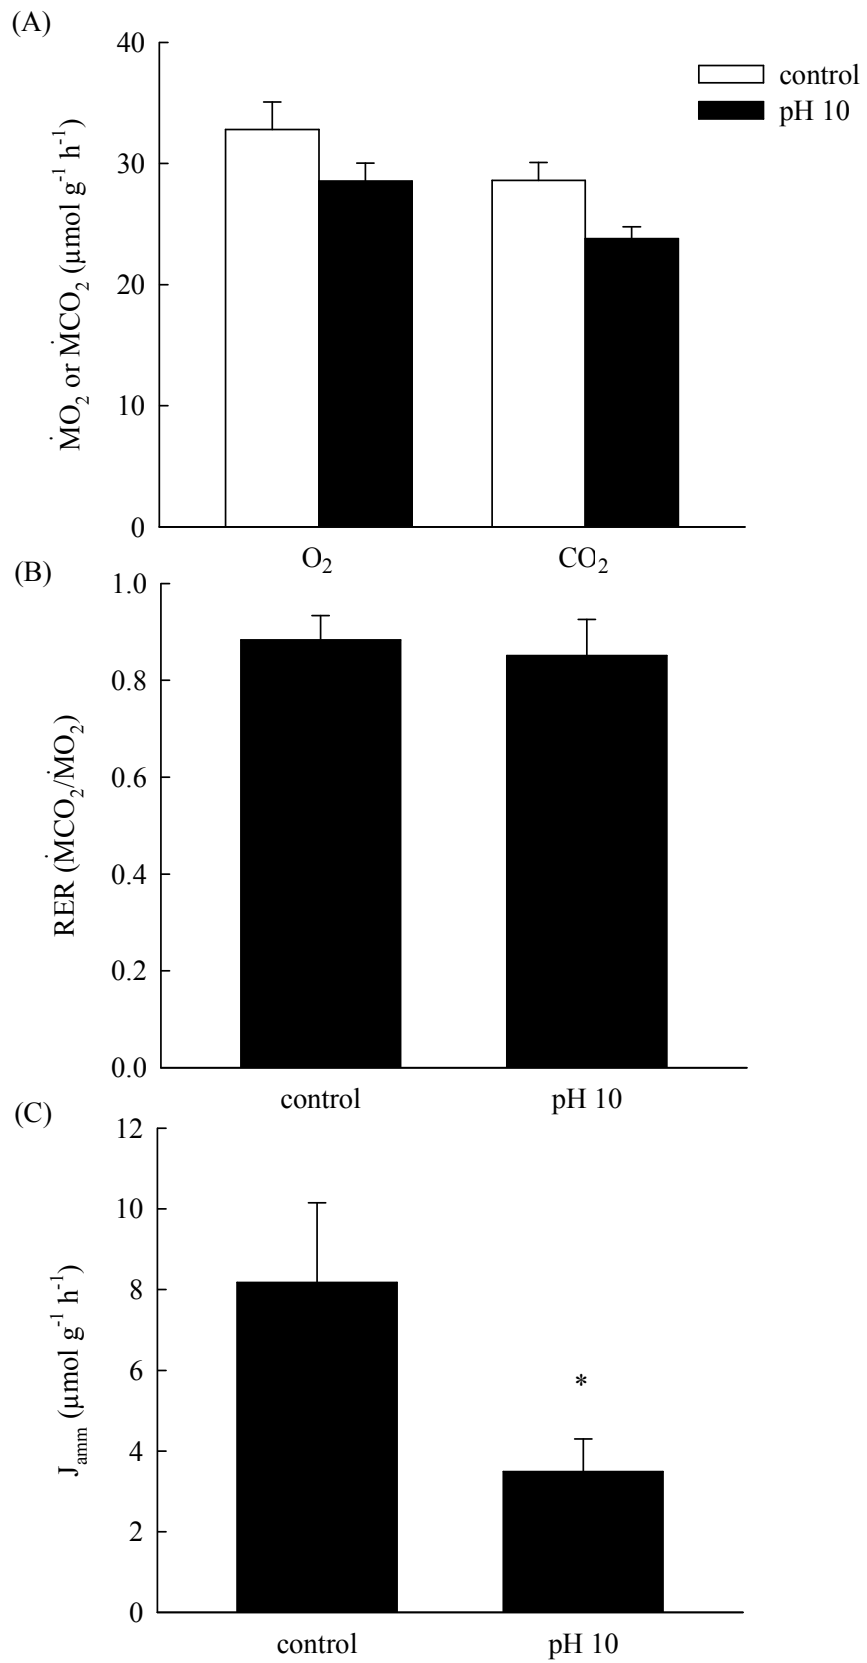 (A)
40
30
20
10
0
ṀO₂ or ṀCO₂ (μmol g⁻¹ h⁻¹)
control
pH 10
O₂
CO₂
(B)
1.0
0.8
0.6
0.4
0.2
0.0
RER (ṀCO₂/ṀO₂)
control
pH 10
(C)
12
10
8
6
4
2
0
J_amm (μmol g⁻¹ h⁻¹)
*
control
pH 10